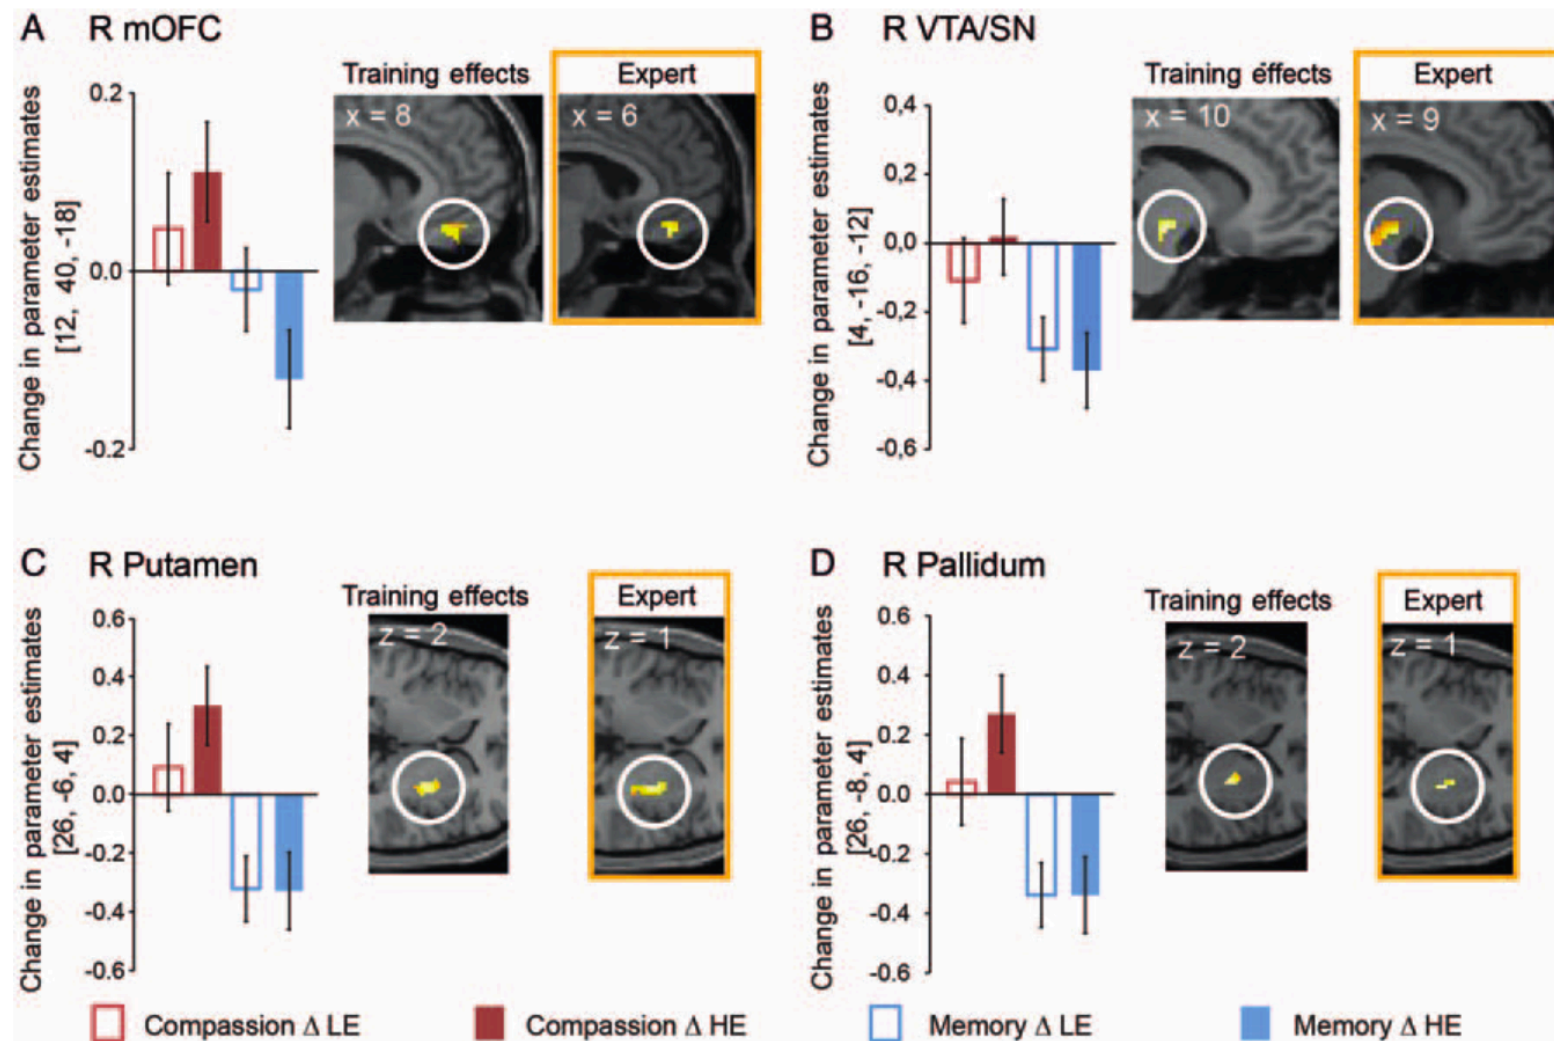 A R mOFC
Change in parameter estimates
[12, 40, -18]
0.2
0.0
-0.2
Training effects
x = 8
Expert
x = 6
B R VTA/SN
Change in parameter estimates
[4, -16, -12]
0,4
0,2
0,0
-0,2
-0,4
-0,6
Training effects
x = 10
Expert
x = 9
C R Putamen
Change in parameter estimates
[26, -6, 4]
0.6
0.4
0.2
0.0
-0.2
-0.4
-0.6
Training effects
z = 2
Expert
z = 1
D R Pallidum
Change in parameter estimates
[26, -8, 4]
0.6
0.4
0.2
0.0
-0.2
-0.4
-0.6
Training effects
z = 2
Expert
z = 1
Compassion Δ LE
Compassion Δ HE
Memory Δ LE
Memory Δ HE